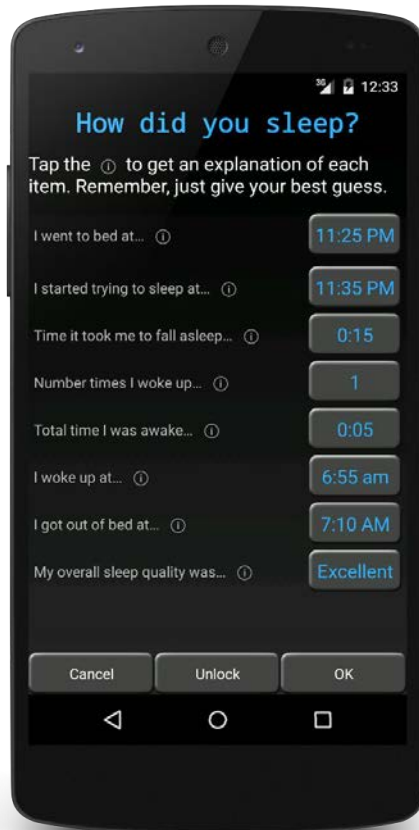 3G 12:33
How did you sleep?
Tap the ⓘ to get an explanation of each
item. Remember, just give your best guess.
I went to bed at... ⓘ 11:25 PM
I started trying to sleep at... ⓘ 11:35 PM
Time it took me to fall asleep... ⓘ 0:15
Number times I woke up... ⓘ 1
Total time I was awake... ⓘ 0:05
I woke up at... ⓘ 6:55 am
I got out of bed at... ⓘ 7:10 AM
My overall sleep quality was... ⓘ Excellent
Cancel Unlock OK